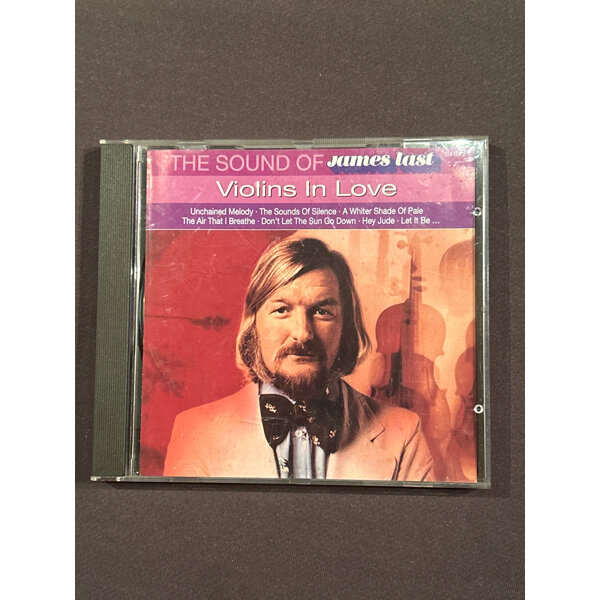 THE SOUND OF james last
Violins In Love
Unchained Melody · The Sounds Of Silence · A Whiter Shade Of Pale
The Air That I Breathe · Don't Let The Sun Go Down · Hey Jude · Let It Be ...